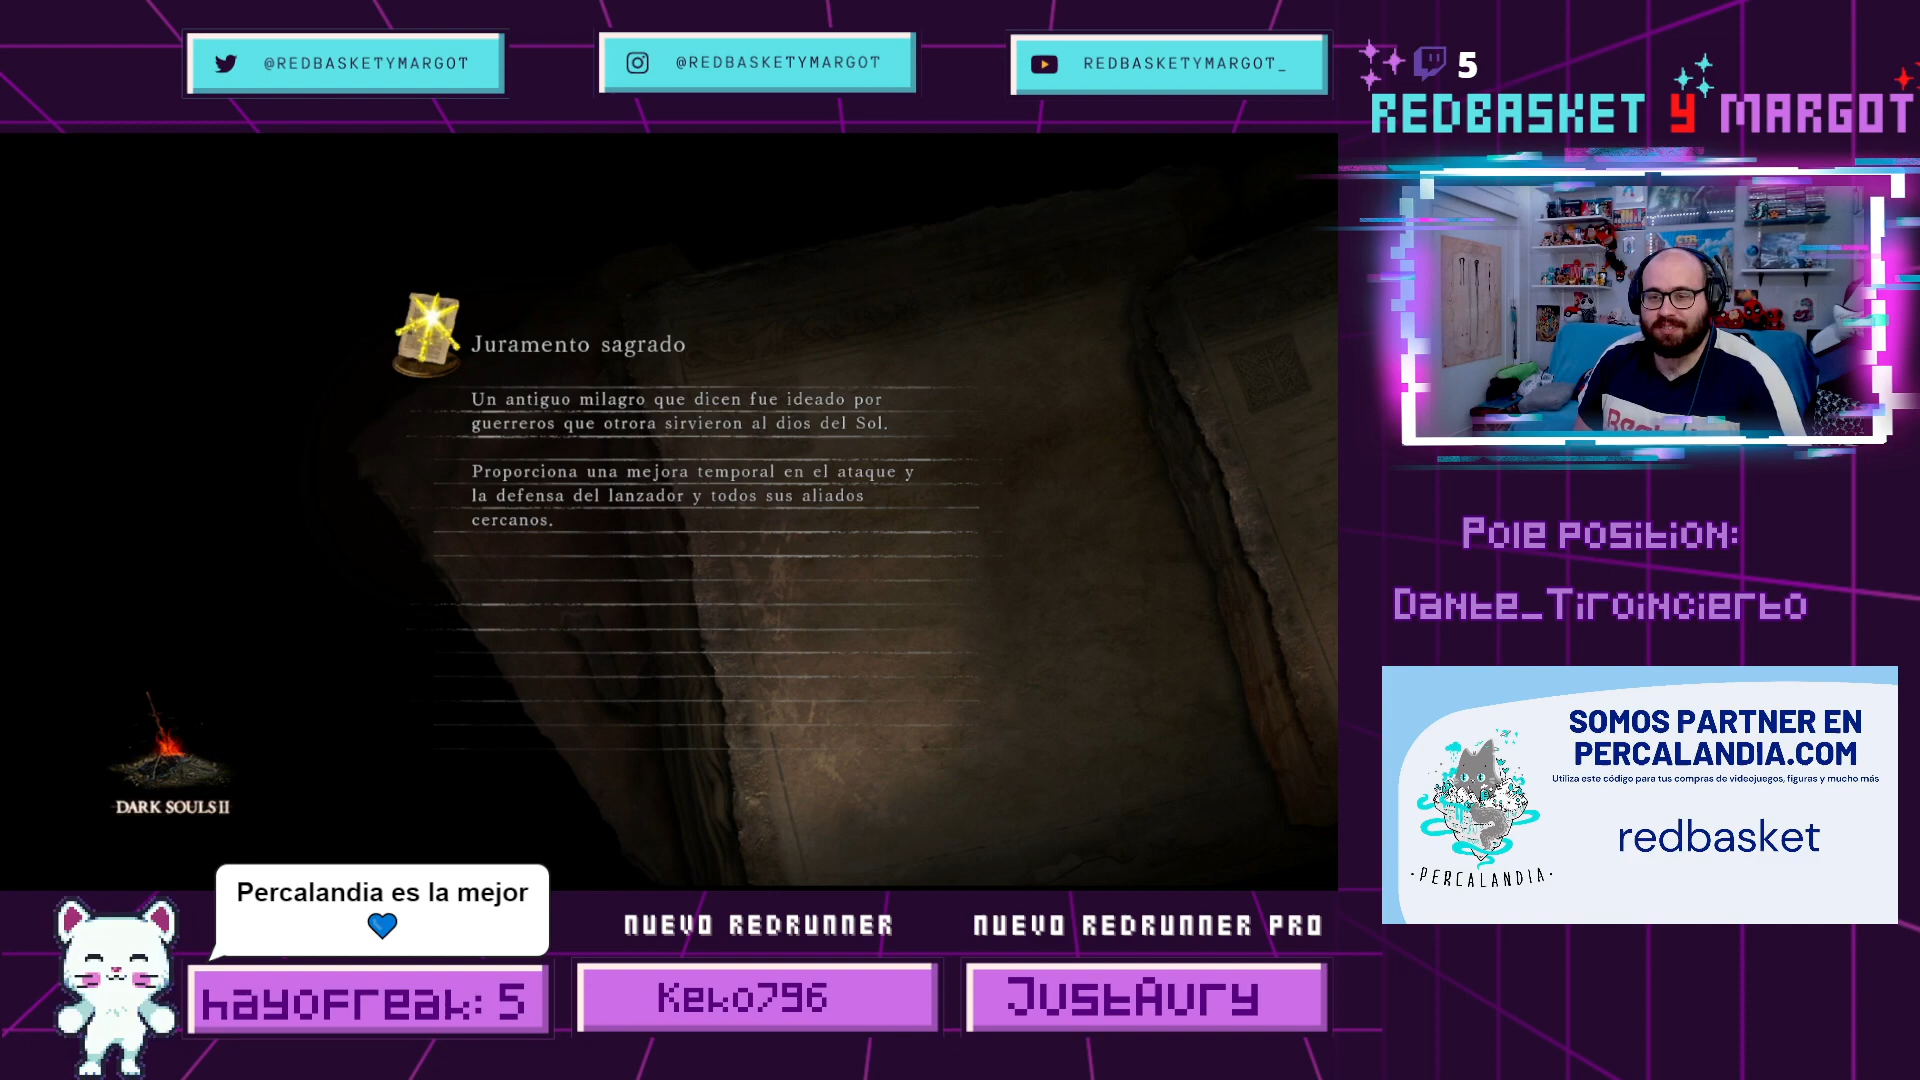 @REDBASKETYMARGOT
@REDBASKETYMARGOT
REDBASKETYMARGOT_
5
REDBASKET Y MARGOT
Juramento sagrado
Un antiguo milagro que dicen fue ideado por
guerreros que otrora sirvieron al dios del Sol.
Proporciona una mejora temporal en el ataque y
la defensa del lanzador y todos sus aliados
cercanos.
DARK SOULS II
Pole position:
Dante_Tiroincierto
SOMOS PARTNER EN
PERCALANDIA.COM
Utiliza este código para tus compras de videojuegos, figuras y mucho más
redbasket
·PERCALANDIA·
Percalandia es la mejor
💙
hayofreak: 5
NUEVO REDRUNNER
Keko796
NUEVO REDRUNNER PRO
JustAury